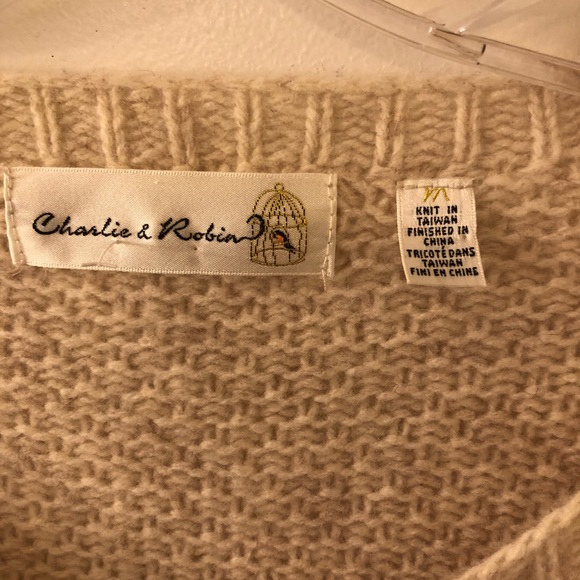 Charlie & Robin
M
KNIT IN
TAIWAN
FINISHED IN
CHINA
TRICOTÉ DANS
TAIWAN
FINI EN CHINE